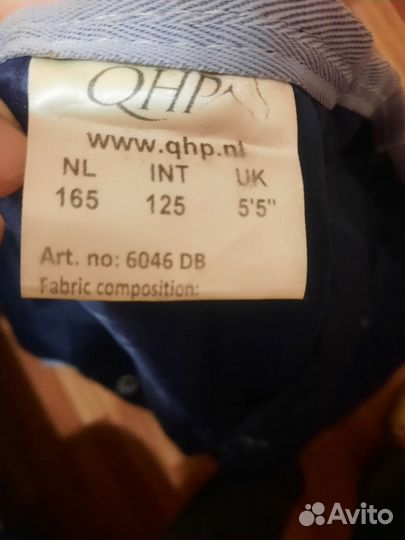 QHP
www.qhp.nl
NL INT UK
165 125 5'5"
Art. no: 6046 DB
Fabric composition:
Avito